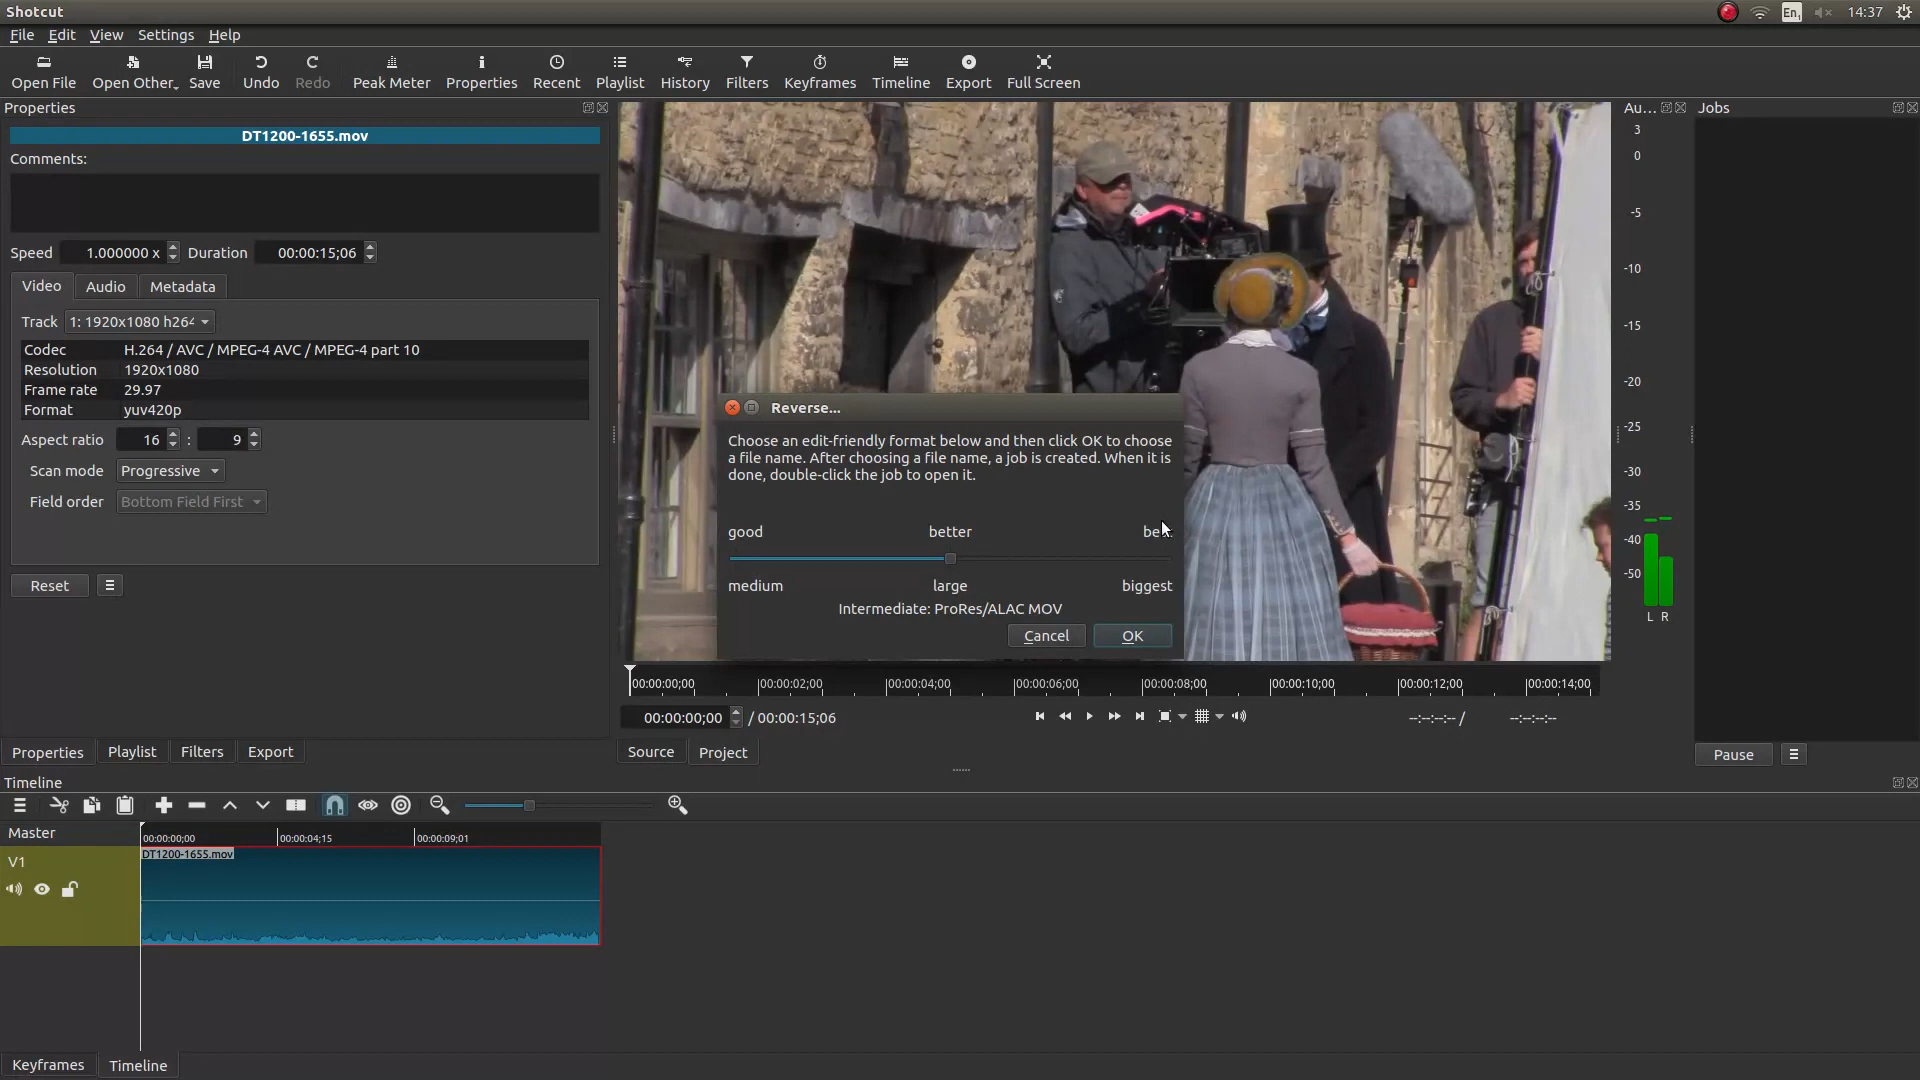 Shotcut
En1
14:37
File Edit View Settings Help
Open File Open Other... Save Undo Redo Peak Meter Properties Recent Playlist History Filters Keyframes Timeline Export Full Screen
Properties
DT1200-1655.mov
Comments:
Speed 1.000000 x Duration 00:00:15;06
Video Audio Metadata
Track 1: 1920x1080 h264
Codec H.264 / AVC / MPEG-4 AVC / MPEG-4 part 10
Resolution 1920x1080
Frame rate 29.97
Format yuv420p
Aspect ratio 16 : 9
Scan mode Progressive
Field order Bottom Field First
Reset
Reverse...
Choose an edit-friendly format below and then click OK to choose
a file name. After choosing a file name, a job is created. When it is
done, double-click the job to open it.
good better
medium large biggest
Intermediate: ProRes/ALAC MOV
Cancel OK
Au...
3
0
-5
-10
-15
-20
-25
-30
-35
-40
-50
L R
Jobs
00:00:00;00 00:00:02;00 00:00:04;00 00:00:06;00 00:00:08;00 00:00:10;00 00:00:12;00 00:00:14;00
00:00:00;00 / 00:00:15;06 --:--:--:-- / --:--:--:--
Properties Playlist Filters Export
Source Project
Pause
Timeline
Master
00:00:00;00 00:00:04;15 00:00:09;01
V1
DT1200-1655.mov
Keyframes Timeline